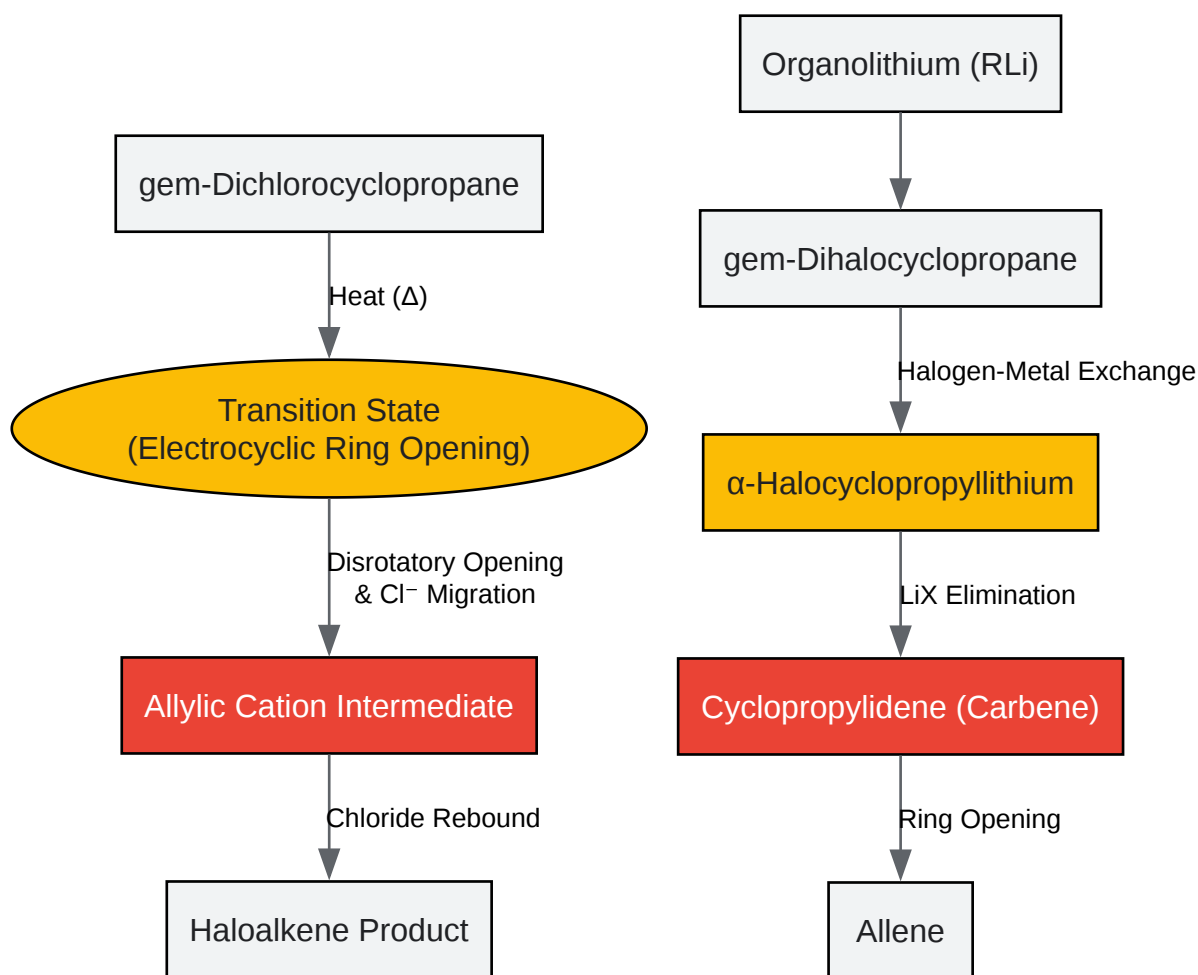 gem-Dichlorocyclopropane
Heat (Δ)
Transition State
(Electrocyclic Ring Opening)
Disrotatory Opening
& Cl⁻ Migration
Allylic Cation Intermediate
Chloride Rebound
Haloalkene Product
Organolithium (RLi)
gem-Dihalocyclopropane
Halogen-Metal Exchange
α-Halocyclopropyllithium
LiX Elimination
Cyclopropylidene (Carbene)
Ring Opening
Allene